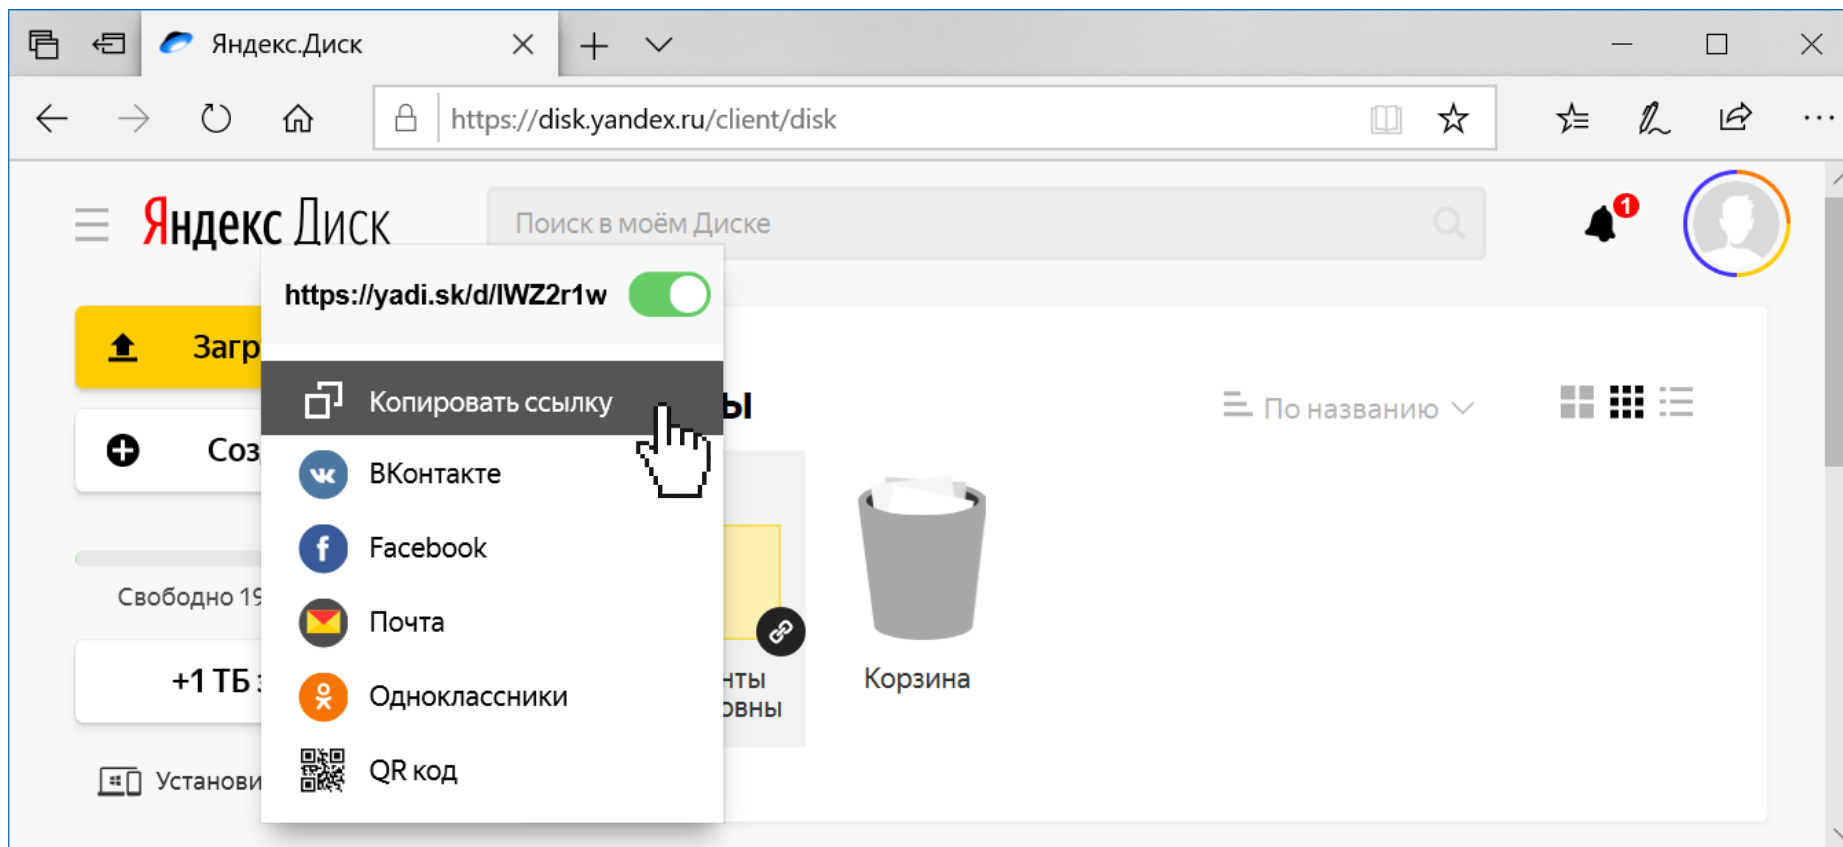 Яндекс.Диск
https://disk.yandex.ru/client/disk
Яндекс Диск
Поиск в моём Диске
1
https://yadi.sk/d/IWZ2r1w
Загр
ы
По названию
Копировать ссылку
Соз
ВКонтакте
Facebook
Свободно 19
Почта
+1 ТБ
нты
овны
Корзина
Одноклассники
Установи
QR код